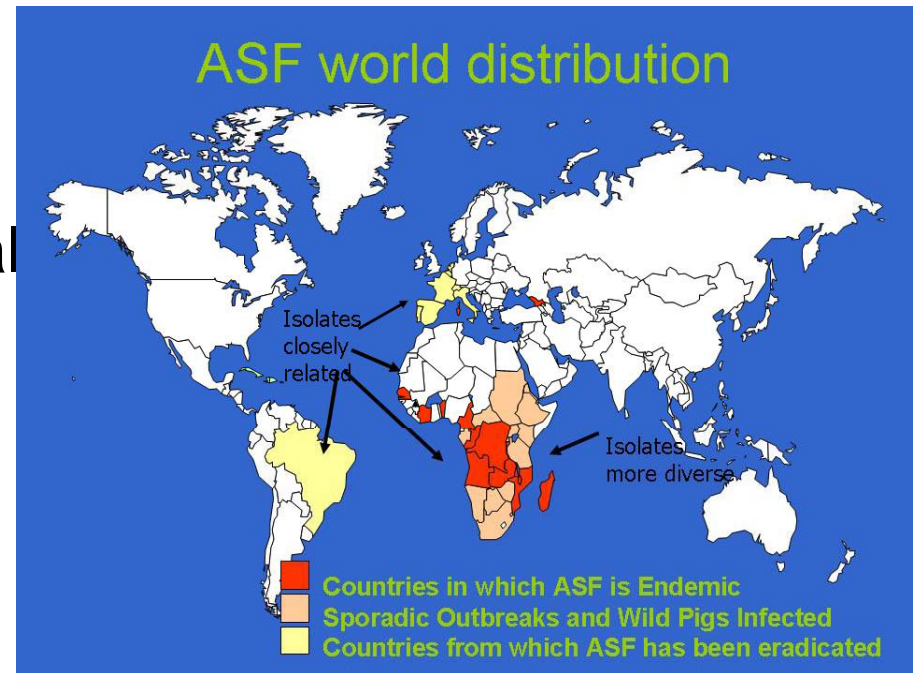 ASF world distribution
al
Isolates
closely
related
Isolates
more diverse
Countries in which ASF is Endemic
Sporadic Outbreaks and Wild Pigs Infected
Countries from which ASF has been eradicated